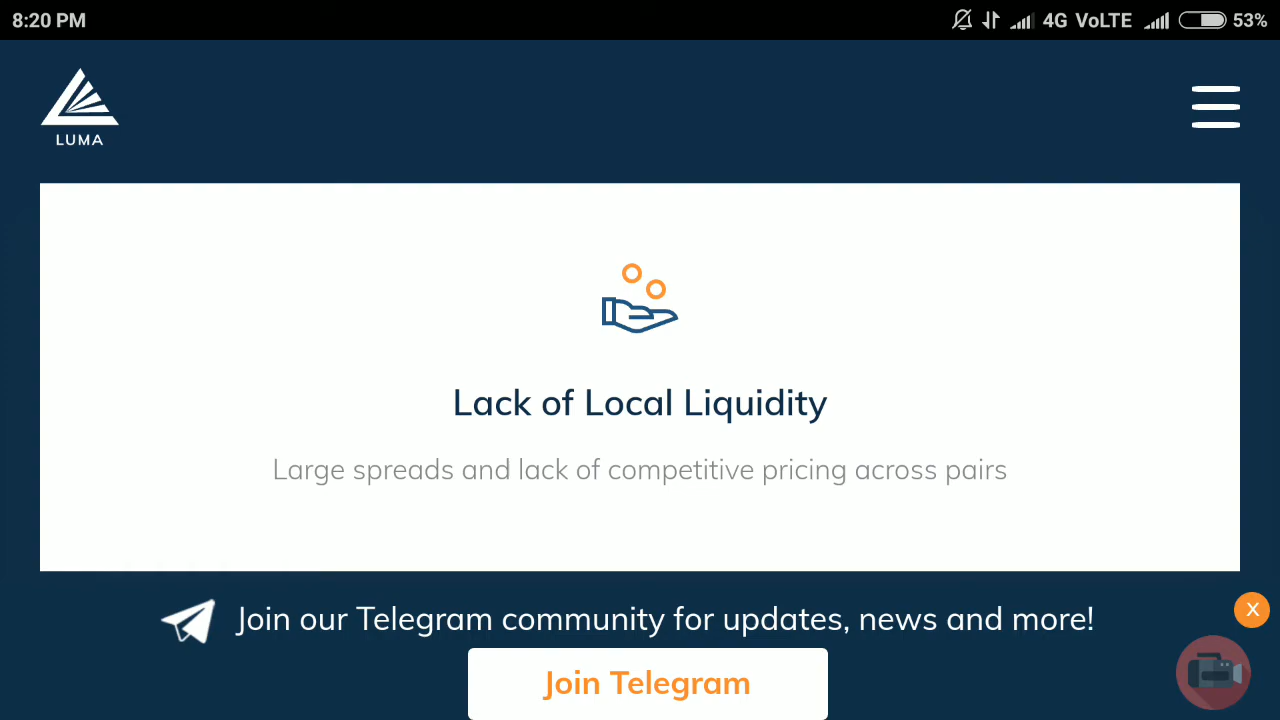 8:20 PM
4G VoLTE 53%
LUMA
Lack of Local Liquidity
Large spreads and lack of competitive pricing across pairs
Join our Telegram community for updates, news and more!
X
Join Telegram